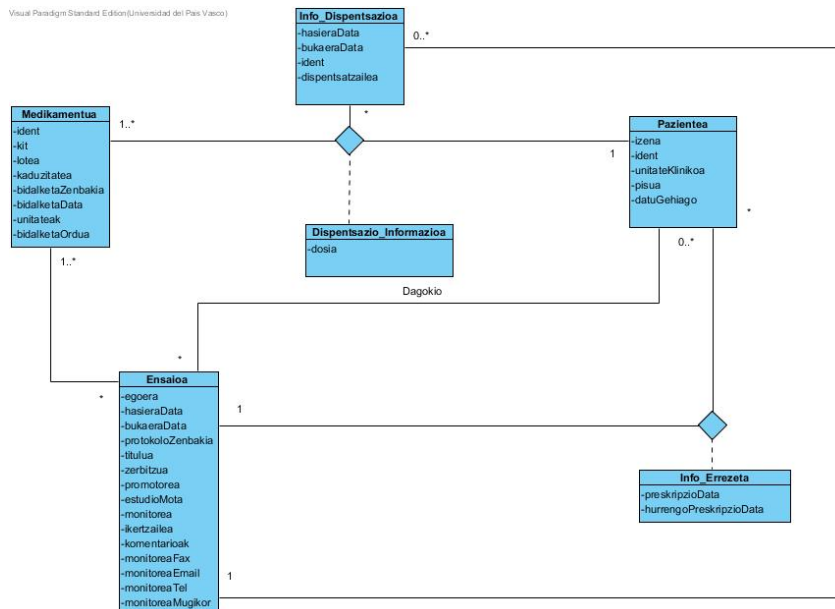 Visual Paradigm Standard Edition(Universidad del Pais Vasco)
Info_Dispentsazioa
-hasieraData
-bukaeraData
-ident
-dispentsatzailea
0..*
*
Medikamentua
-ident
-kit
-lotea
-kaduzitatea
-bidalketaZenbakia
-bidalketaData
-unitateak
-bidalketaOrdua
1..*
1..*
Pazientea
-izena
-ident
-unitateKlinikoa
-pisua
-datuGehiago
1
*
0..*
Dispentsazio_Informazioa
-dosia
Dagokio
*
*
Ensaioa
-egoera
-hasieraData
-bukaeraData
-protokoloZenbakia
-titulua
-zerbitzua
-promotorea
-estudioMota
-monitorea
-ikertzailea
-komentarioak
-monitoreaFax
-monitoreaEmail
-monitoreaTel
-monitoreaMugikor
1
1
Info_Errezeta
-preskripzioData
-hurrengoPreskripzioData